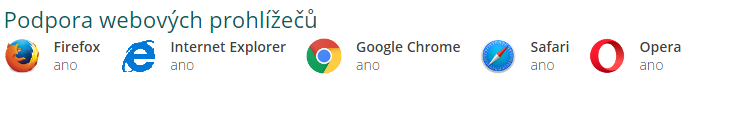 Podpora webových prohlížečů
Firefox Internet Explorer Google Chrome Safari Opera
ano ano ano ano ano